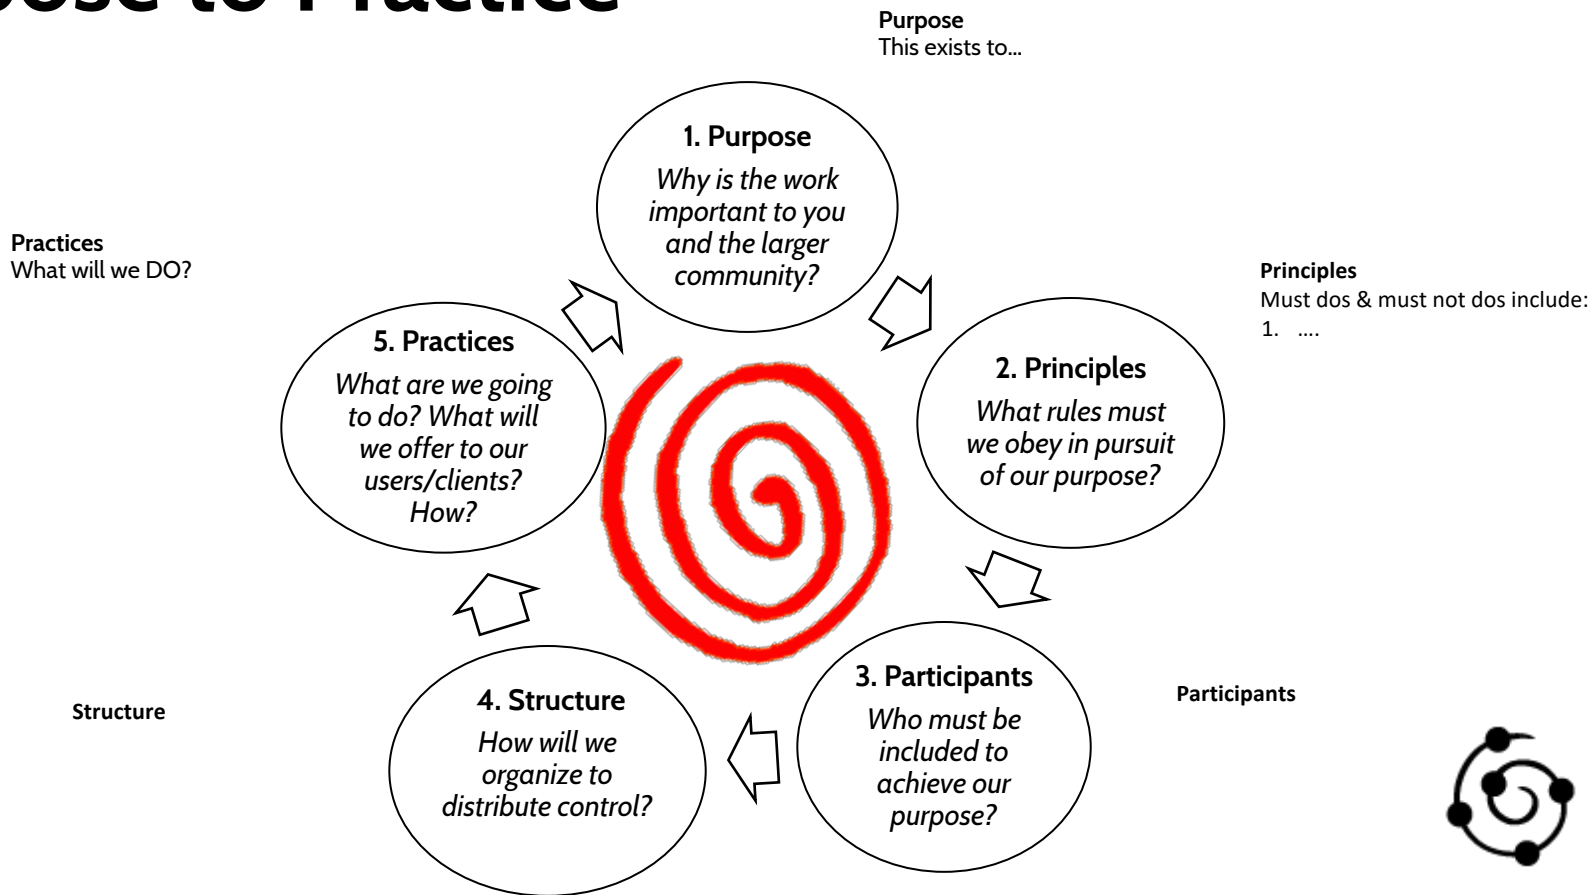 to Practice
Purpose
This exists to...
1. Purpose
Why is the work
important to you
and the larger
community?
Practices
What will we DO?
Principles
Must dos & must not dos include:
1. ....
5. Practices
What are we going
to do? What will
we offer to our
users/clients?
How?
2. Principles
What rules must
we obey in pursuit
of our purpose?
3. Participants
Who must be
included to
achieve our
purpose?
Participants
4. Structure
How will we
organize to
distribute control?
Structure